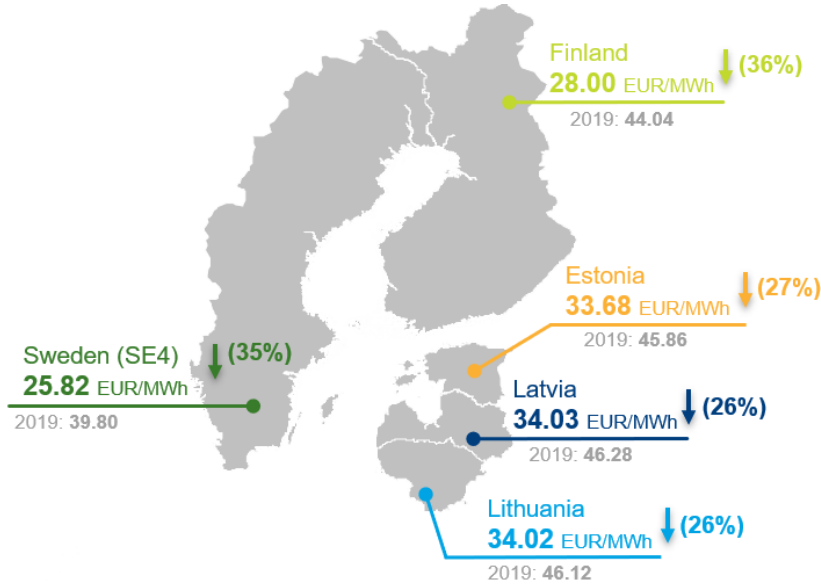 Finland
28.00 EUR/MWh
(36%)
2019: 44.04
Estonia
33.68 EUR/MWh
(27%)
2019: 45.86
Sweden (SE4)
25.82 EUR/MWh
(35%)
2019: 39.80
Latvia
34.03 EUR/MWh
(26%)
2019: 46.28
Lithuania
34.02 EUR/MWh
(26%)
2019: 46.12